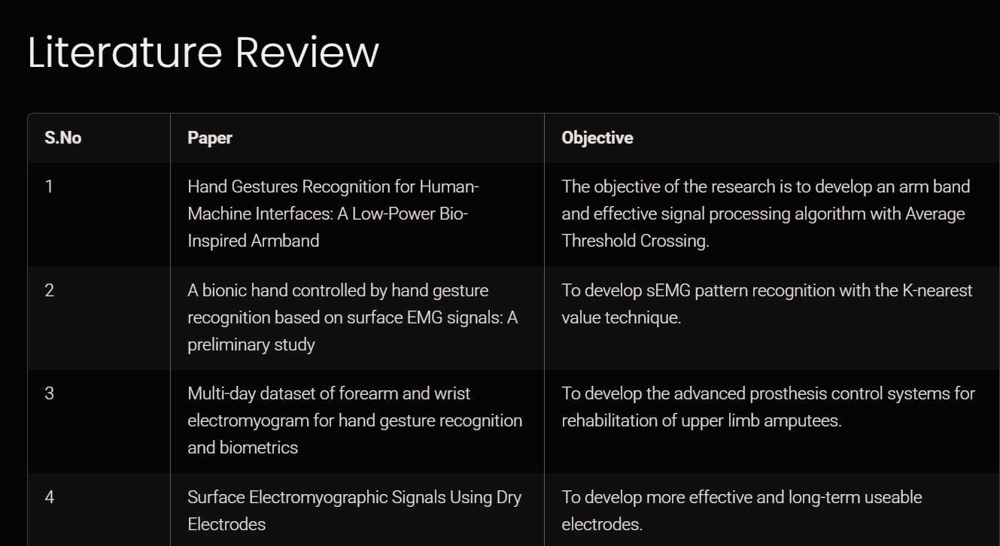 Literature Review
S.No
Paper
Objective
1
Hand Gestures Recognition for Human-
Machine Interfaces: A Low-Power Bio-
Inspired Armband
The objective of the research is to develop an arm band
and effective signal processing algorithm with Average
Threshold Crossing.
2
A bionic hand controlled by hand gesture
recognition based on surface EMG signals: A
preliminary study
To develop sEMG pattern recognition with the K-nearest
value technique.
3
Multi-day dataset of forearm and wrist
electromyogram for hand gesture recognition
and biometrics
To develop the advanced prosthesis control systems for
rehabilitation of upper limb amputees.
4
Surface Electromyographic Signals Using Dry
Electrodes
To develop more effective and long-term useable
electrodes.